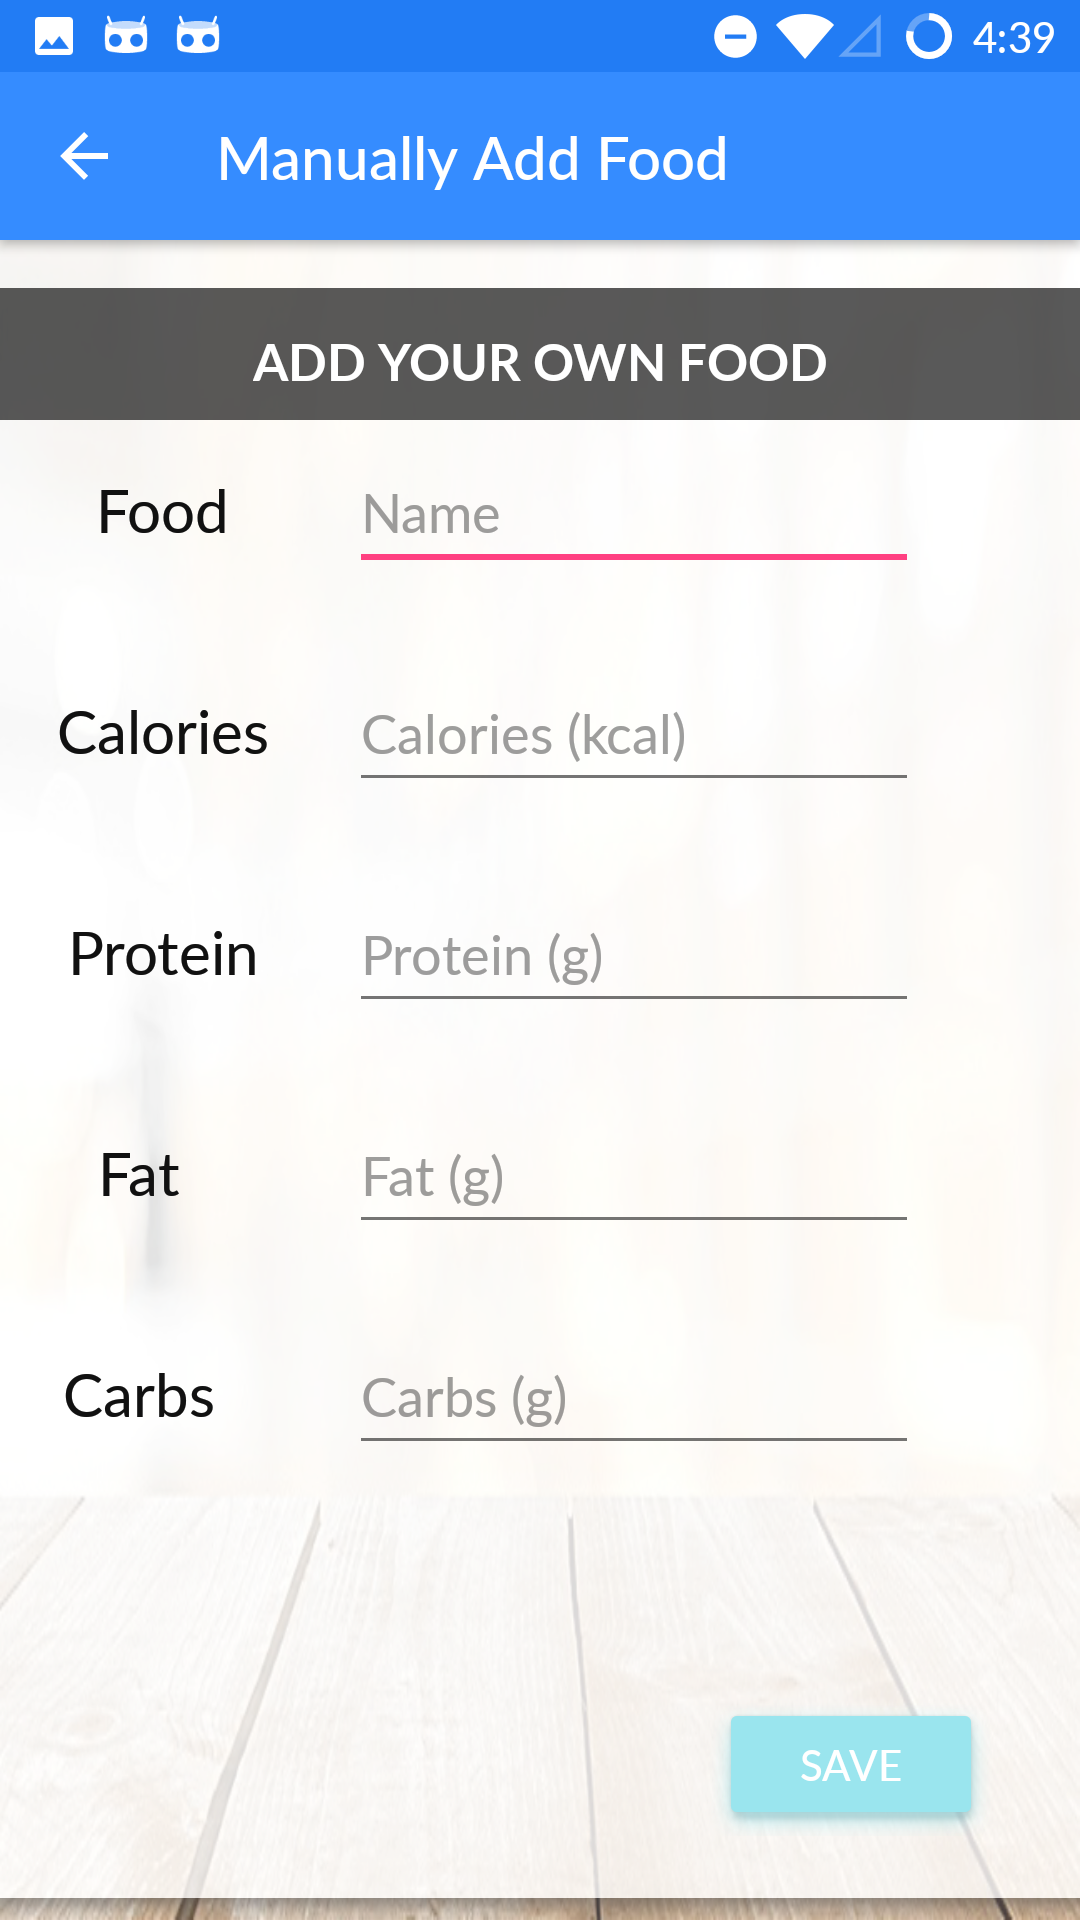 4:39
Manually Add Food
ADD YOUR OWN FOOD
Food
Name
Calories
Calories (kcal)
Protein
Protein (g)
Fat
Fat (g)
Carbs
Carbs (g)
SAVE